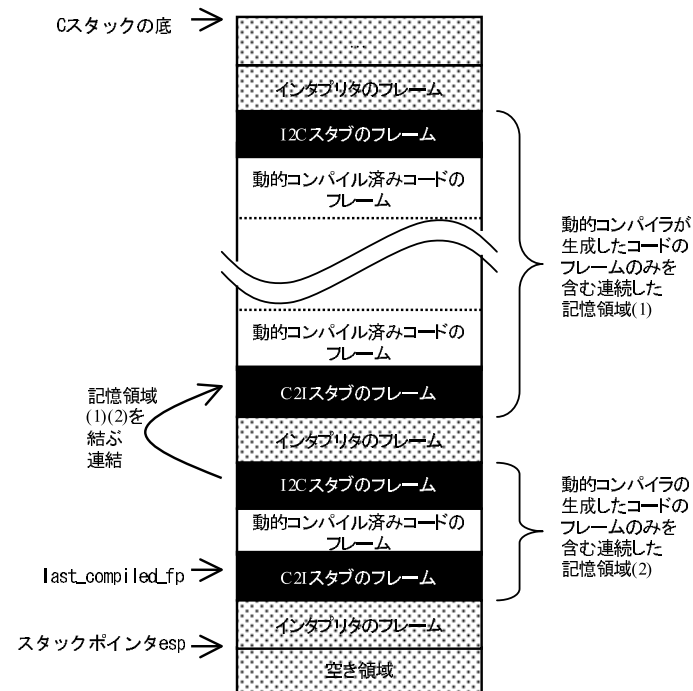 Cスタックの底
...
インタプリタのフレーム
I2Cスタブのフレーム
動的コンパイル済みコードの
フレーム
動的コンパイラが
生成したコードの
フレームのみを
含む連続した
記憶領域(1)
動的コンパイル済みコードの
フレーム
C2Iスタブのフレーム
記憶領域
(1)(2)を
結ぶ
連結
インタプリタのフレーム
I2Cスタブのフレーム
動的コンパイル済みコードの
フレーム
動的コンパイラの
生成したコードの
フレームのみを
含む連続した
記憶領域(2)
last_compiled_fp
C2Iスタブのフレーム
インタプリタのフレーム
スタックポインタesp
空き領域